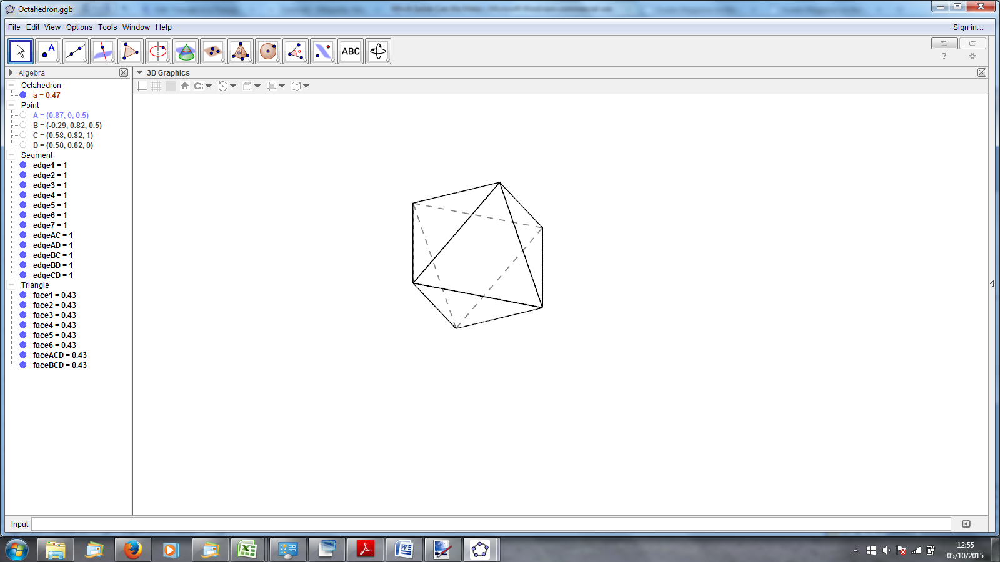 Octahedron.ggb
File Edit View Options Tools Window Help
Sign in...
A
α
ABC
?
Algebra
3D Graphics
Octahedron
a = 0.47
Point
A = (0.87, 0, 0.5)
B = (-0.29, 0.82, 0.5)
C = (0.58, 0.82, 1)
D = (0.58, 0.82, 0)
Segment
edge1 = 1
edge2 = 1
edge3 = 1
edge4 = 1
edge5 = 1
edge6 = 1
edge7 = 1
edgeAC = 1
edgeAD = 1
edgeBC = 1
edgeBD = 1
edgeCD = 1
Triangle
face1 = 0.43
face2 = 0.43
face3 = 0.43
face4 = 0.43
face5 = 0.43
face6 = 0.43
faceACD = 0.43
faceBCD = 0.43
Input:
12:55
05/10/2015